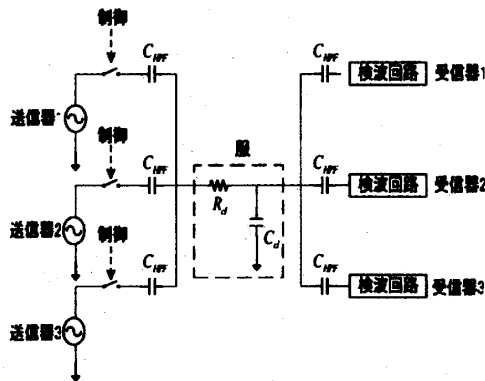 制御
C_HPF
C_HPF
検波回路 受信器1
送信器
制御
服
C_HPF
C_HPF
R_d
検波回路 受信器2
送信器2
C_d
制御
C_HPF
C_HPF
検波回路 受信器3
送信器3